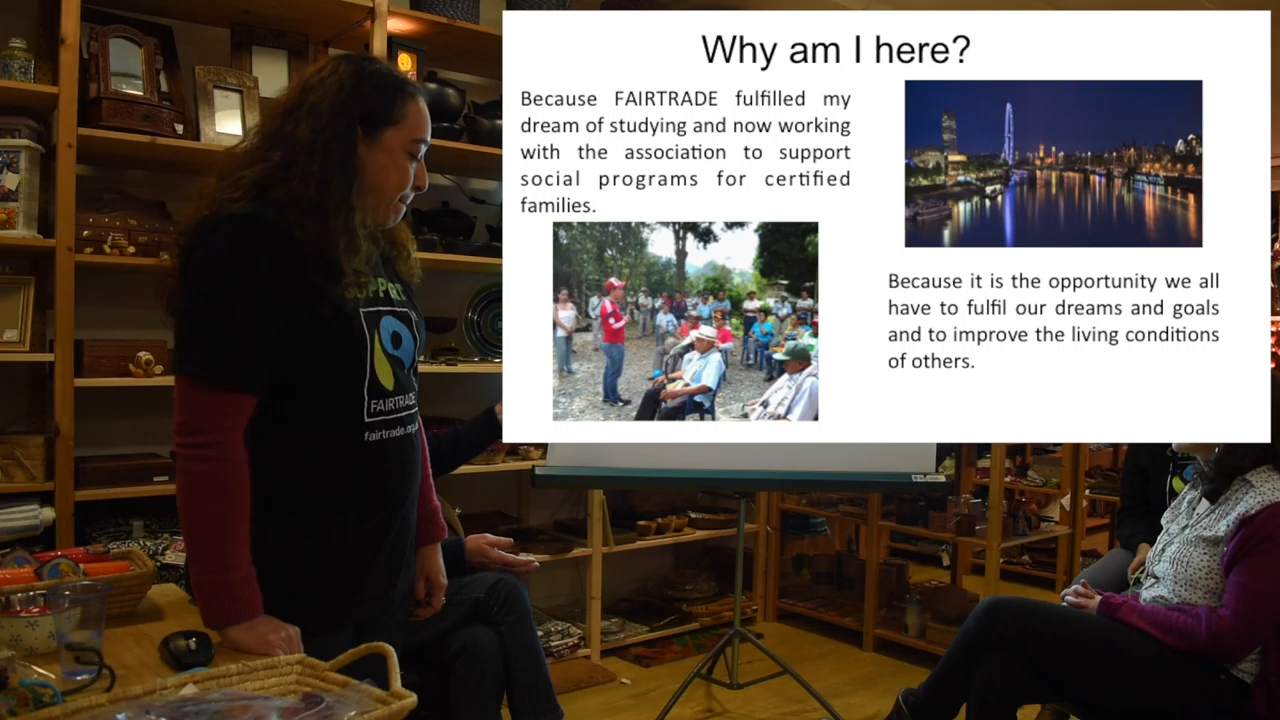 Why am I here?
Because FAIRTRADE fulfilled my
dream of studying and now working
with the association to support
social programs for certified
families.
Because it is the opportunity we all
have to fulfil our dreams and goals
and to improve the living conditions
of others.
SUPPORT
FAIRTRADE
fairtrade.org